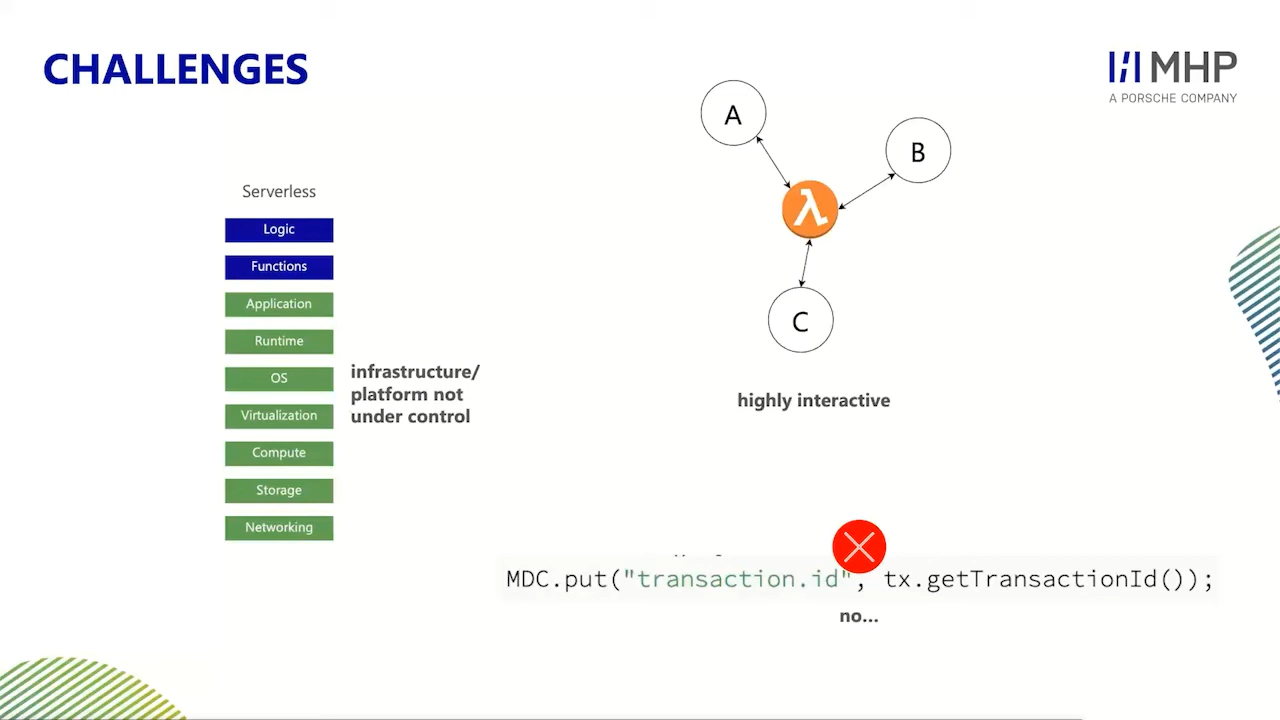 CHALLENGES
MHP
A PORSCHE COMPANY
A
B
λ
C
highly interactive
Serverless
Logic
Functions
Application
Runtime
OS
Virtualization
Compute
Storage
Networking
infrastructure/
platform not
under control
MDC.put("transaction.id", tx.getTransactionId());
no...